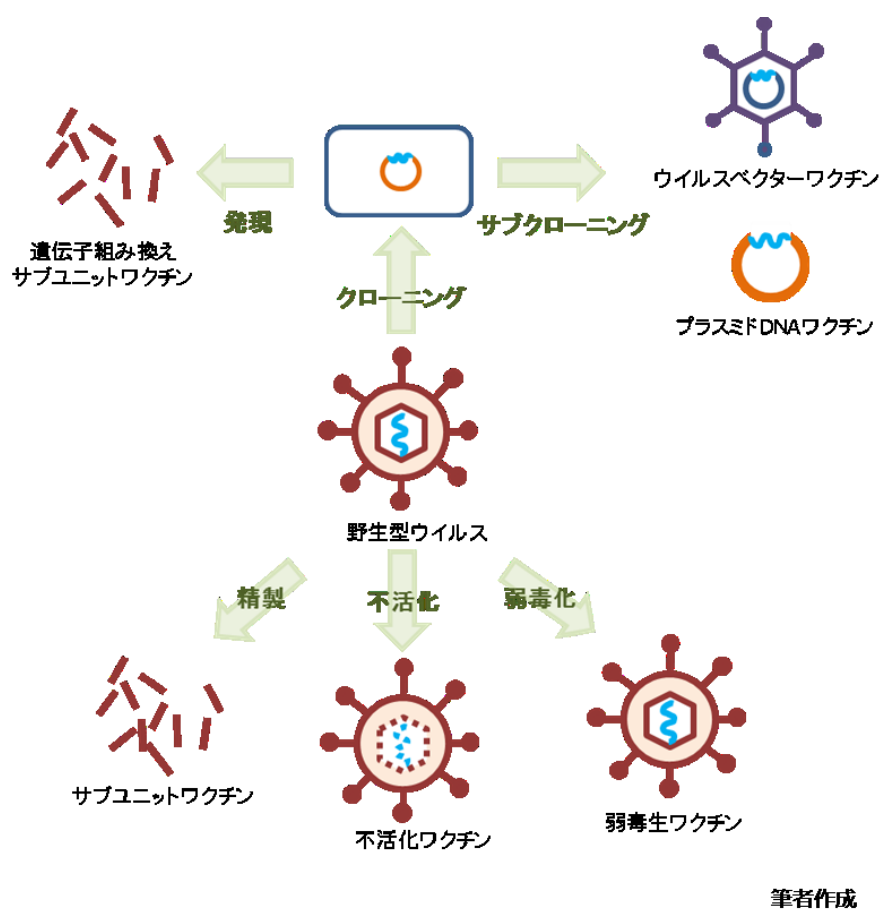 ウイルスベクターワクチン
発現
サブクローニング
遺伝子組み換え
サブユニットワクチン
クローニング
プラスミドDNAワクチン
野生型ウイルス
精製
不活化
弱毒化
サブユニットワクチン
不活化ワクチン
弱毒生ワクチン
筆者作成